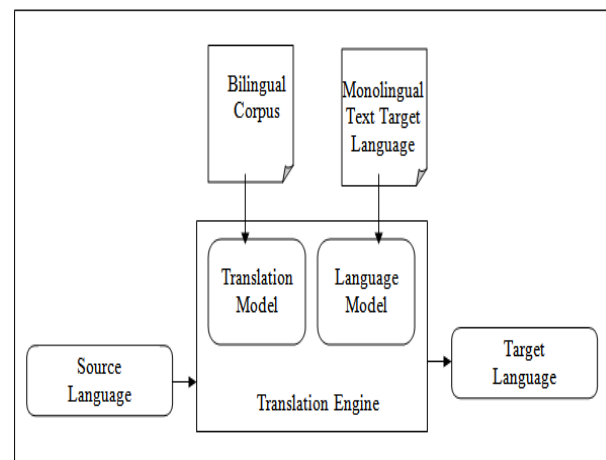 Bilingual
Corpus
Monolingual
Text Target
Language
Translation
Model
Language
Model
Source
Language
Translation Engine
Target
Language